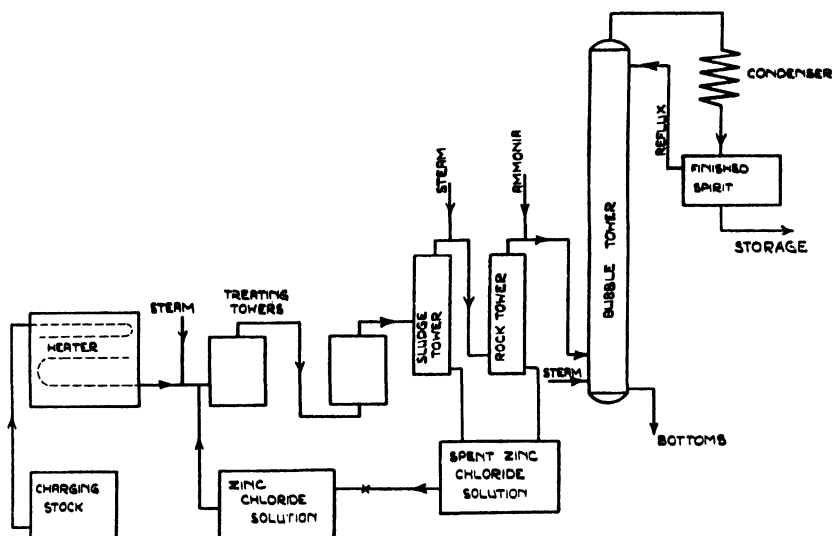 CONDENSER
REFLUX
FINISHED
SPIRIT
STORAGE
BUBBLE TOWER
STEAM
AMMONIA
STEAM
TREATING
TOWERS
SLUDGE
TOWER
ROCK TOWER
HEATER
STEAM
BOTTOMS
CHARGING
STOCK
ZINC
CHLORIDE
SOLUTION
SPENT ZINC
CHLORIDE
SOLUTION